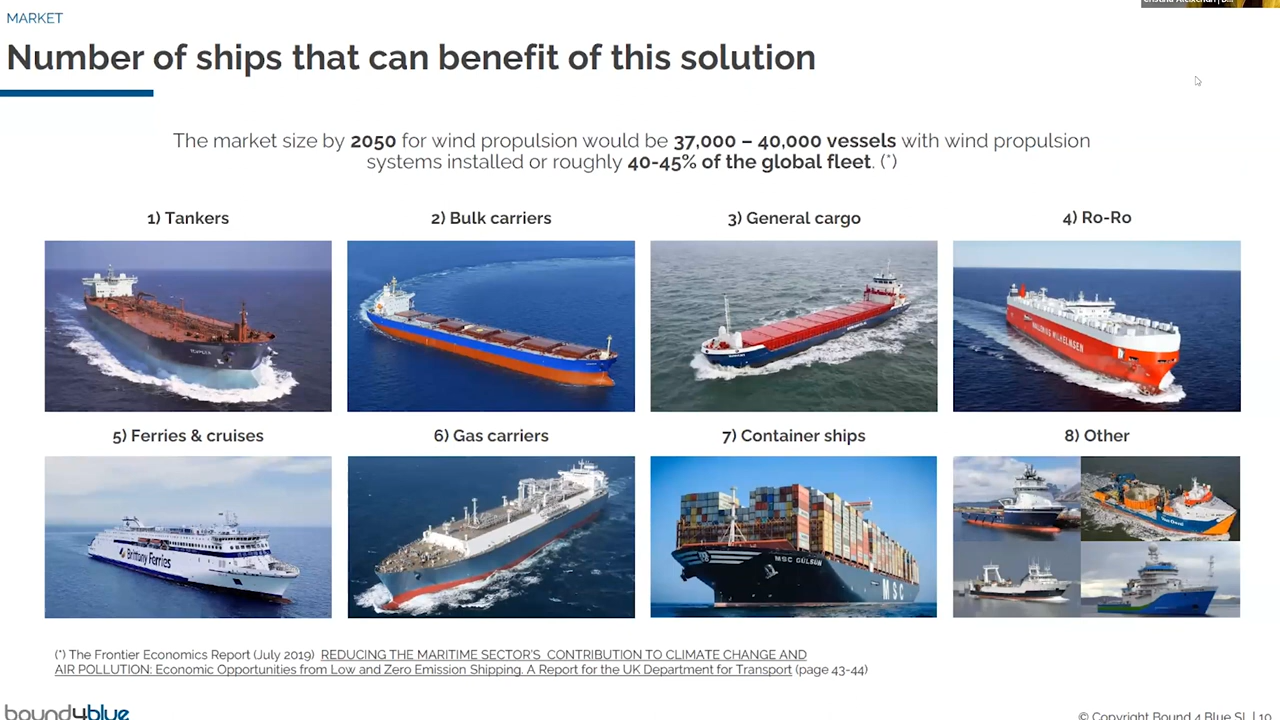 MARKET
Number of ships that can benefit of this solution
The market size by 2050 for wind propulsion would be 37,000 – 40,000 vessels with wind propulsion
systems installed or roughly 40-45% of the global fleet. (*)
1) Tankers
2) Bulk carriers
3) General cargo
4) Ro-Ro
WALLENIUS WILHELMSEN
5) Ferries & cruises
6) Gas carriers
7) Container ships
8) Other
Brittany Ferries
MSC GÜLSÜN
MSC
(*) The Frontier Economics Report (July 2019) REDUCING THE MARITIME SECTOR'S CONTRIBUTION TO CLIMATE CHANGE AND
AIR POLLUTION: Economic Opportunities from Low and Zero Emission Shipping. A Report for the UK Department for Transport (page 43-44)
bound4blue
© Copyright Bound 4 Blue SL | 10